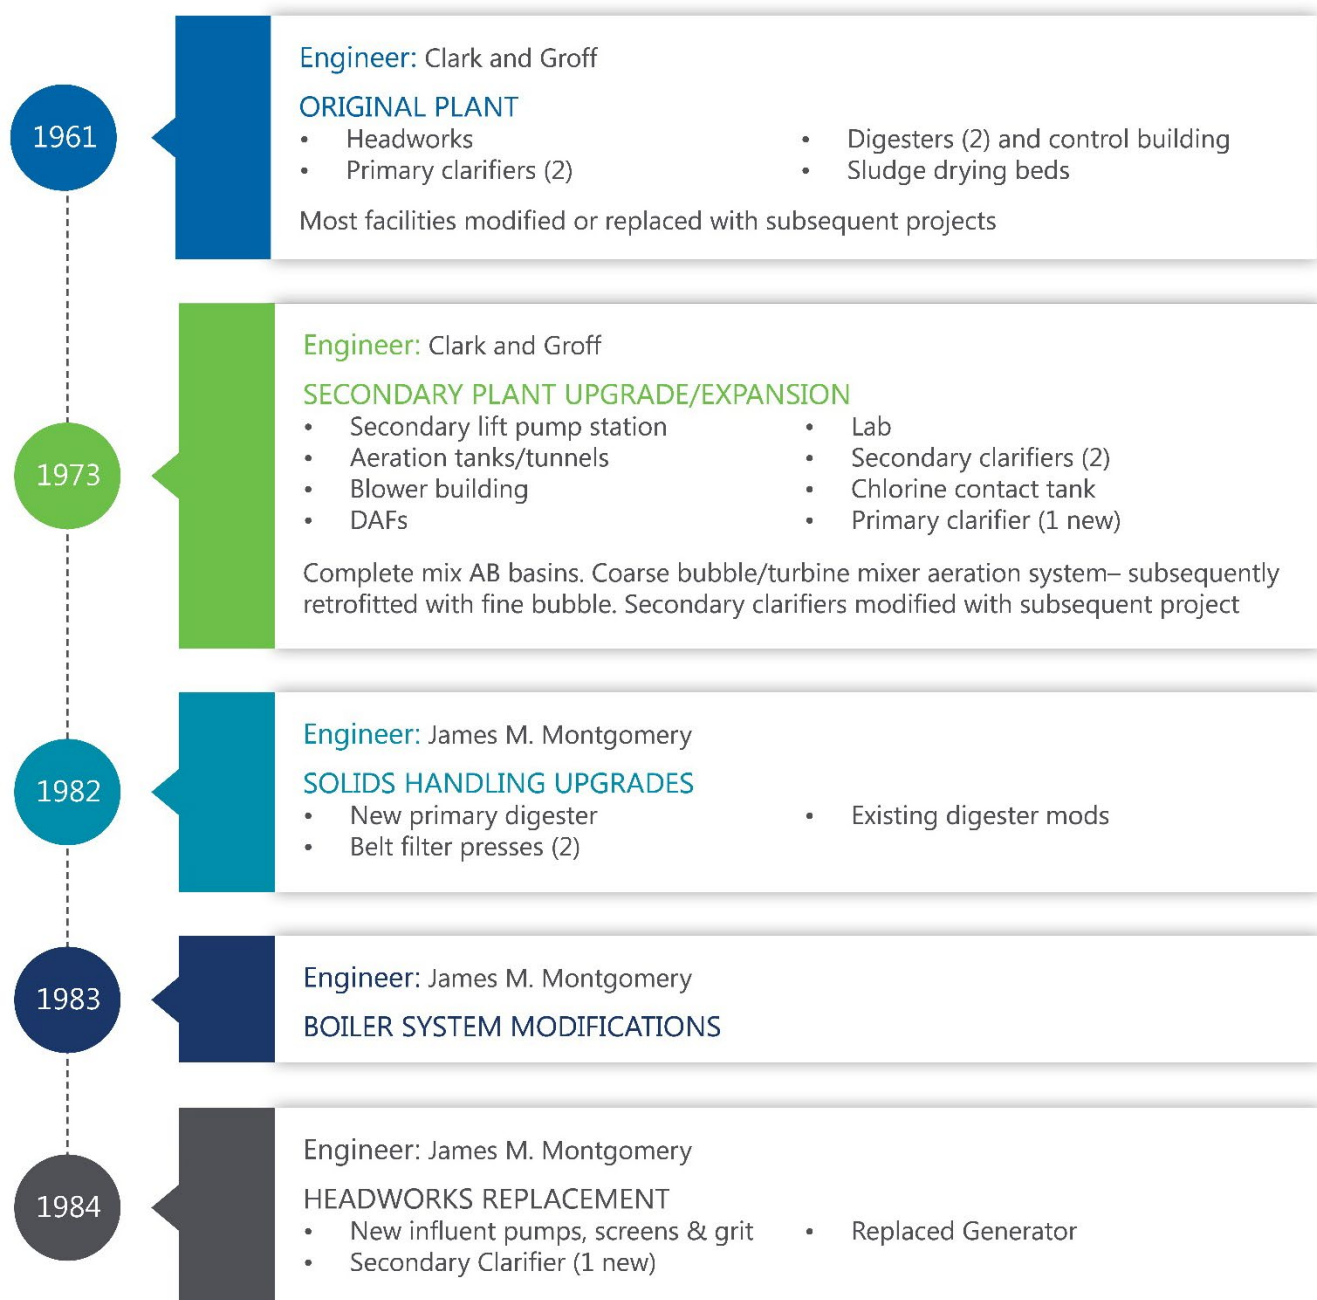 1961
Engineer: Clark and Groff
ORIGINAL PLANT
• Headworks
• Primary clarifiers (2)
• Digesters (2) and control building
• Sludge drying beds
Most facilities modified or replaced with subsequent projects
1973
Engineer: Clark and Groff
SECONDARY PLANT UPGRADE/EXPANSION
• Secondary lift pump station
• Aeration tanks/tunnels
• Blower building
• DAFs
• Lab
• Secondary clarifiers (2)
• Chlorine contact tank
• Primary clarifier (1 new)
Complete mix AB basins. Coarse bubble/turbine mixer aeration system– subsequently
retrofitted with fine bubble. Secondary clarifiers modified with subsequent project
1982
Engineer: James M. Montgomery
SOLIDS HANDLING UPGRADES
• New primary digester
• Belt filter presses (2)
• Existing digester mods
1983
Engineer: James M. Montgomery
BOILER SYSTEM MODIFICATIONS
1984
Engineer: James M. Montgomery
HEADWORKS REPLACEMENT
• New influent pumps, screens & grit
• Secondary Clarifier (1 new)
• Replaced Generator